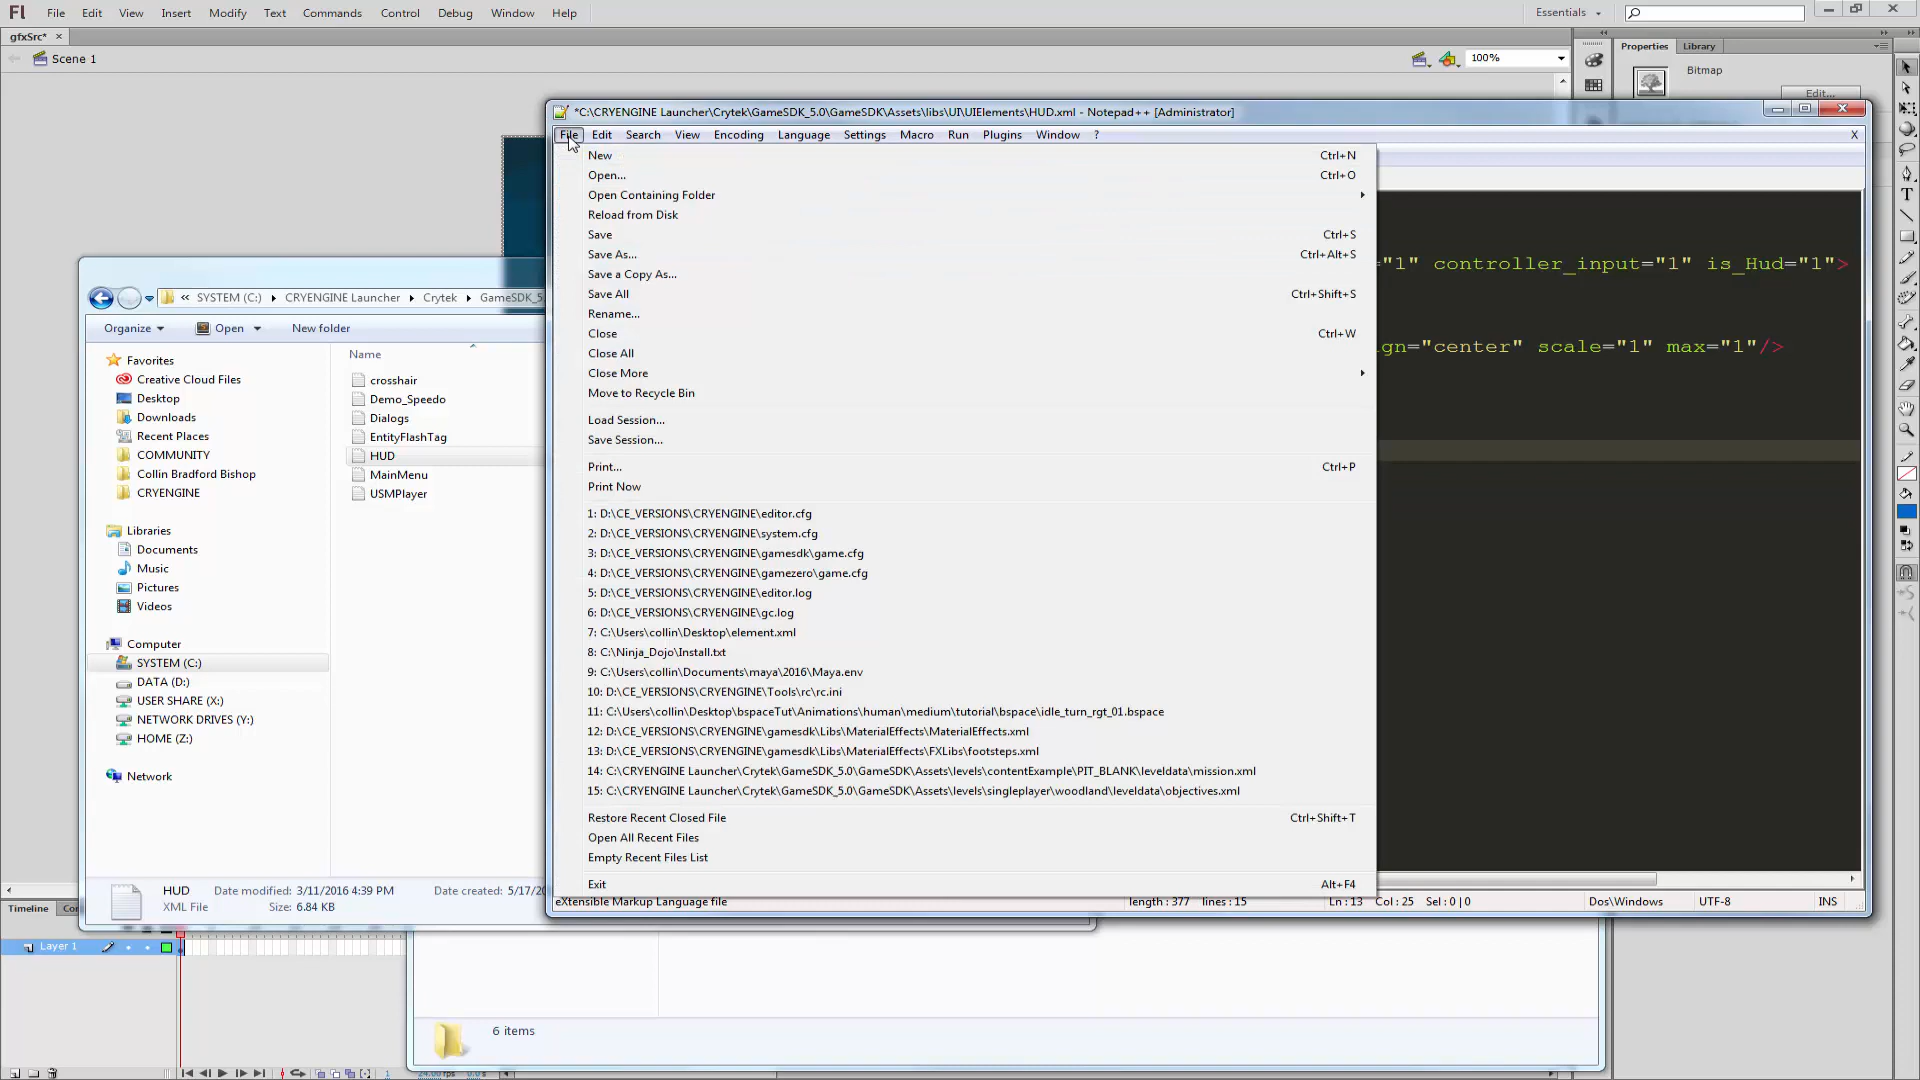 Fl File Edit View Insert Modify Text Commands Control Debug Window Help Essentials
gfxSrc* ×
Scene 1 100%
Properties Library
Bitmap
Edit...
*C:\CRYENGINE Launcher\Crytek\GameSDK_5.0\GameSDK\Assets\libs\UI\UIElements\HUD.xml - Notepad++ [Administrator]
File Edit Search View Encoding Language Settings Macro Run Plugins Window ? X
New Ctrl+N
Open... Ctrl+O
Open Containing Folder
Reload from Disk
Save Ctrl+S
Save As... Ctrl+Alt+S
Save a Copy As...
Save All Ctrl+Shift+S
Rename...
Close Ctrl+W
Close All
Close More
Move to Recycle Bin
Load Session...
Save Session...
Print... Ctrl+P
Print Now
1: D:\CE_VERSIONS\CRYENGINE\editor.cfg
2: D:\CE_VERSIONS\CRYENGINE\system.cfg
3: D:\CE_VERSIONS\CRYENGINE\gamesdk\game.cfg
4: D:\CE_VERSIONS\CRYENGINE\gamezero\game.cfg
5: D:\CE_VERSIONS\CRYENGINE\editor.log
6: D:\CE_VERSIONS\CRYENGINE\gc.log
7: C:\Users\collin\Desktop\element.xml
8: C:\Ninja_Dojo\Install.txt
9: C:\Users\collin\Documents\maya\2016\Maya.env
10: D:\CE_VERSIONS\CRYENGINE\Tools\rc\rc.ini
11: C:\Users\collin\Desktop\bspaceTut\Animations\human\medium\tutorial\bspace\idle_turn_rgt_01.bspace
12: D:\CE_VERSIONS\CRYENGINE\gamesdk\Libs\MaterialEffects\MaterialEffects.xml
13: D:\CE_VERSIONS\CRYENGINE\gamesdk\Libs\MaterialEffects\FXLibs\footsteps.xml
14: C:\CRYENGINE Launcher\Crytek\GameSDK_5.0\GameSDK\Assets\levels\contentExample\PIT_BLANK\leveldata\mission.xml
15: C:\CRYENGINE Launcher\Crytek\GameSDK_5.0\GameSDK\Assets\levels\singleplayer\woodland\leveldata\objectives.xml
Restore Recent Closed File Ctrl+Shift+T
Open All Recent Files
Empty Recent Files List
Exit Alt+F4
="1" controller_input="1" is_Hud="1">
gn="center" scale="1" max="1"/>
eXtensible Markup Language file length : 377 lines : 15 Ln : 13 Col : 25 Sel : 0 | 0 Dos\Windows UTF-8 INS
« SYSTEM (C:) CRYENGINE Launcher Crytek GameSDK_5
Organize Open New folder
Favorites
Creative Cloud Files
Desktop
Downloads
Recent Places
COMMUNITY
Collin Bradford Bishop
CRYENGINE
Libraries
Documents
Music
Pictures
Videos
Computer
SYSTEM (C:)
DATA (D:)
USER SHARE (X:)
NETWORK DRIVES (Y:)
HOME (Z:)
Network
Name
crosshair
Demo_Speedo
Dialogs
EntityFlashTag
HUD
MainMenu
USMPlayer
HUD Date modified: 3/11/2016 4:39 PM Date created: 5/17/20
XML File Size: 6.84 KB
Timeline
Layer 1
6 items
1